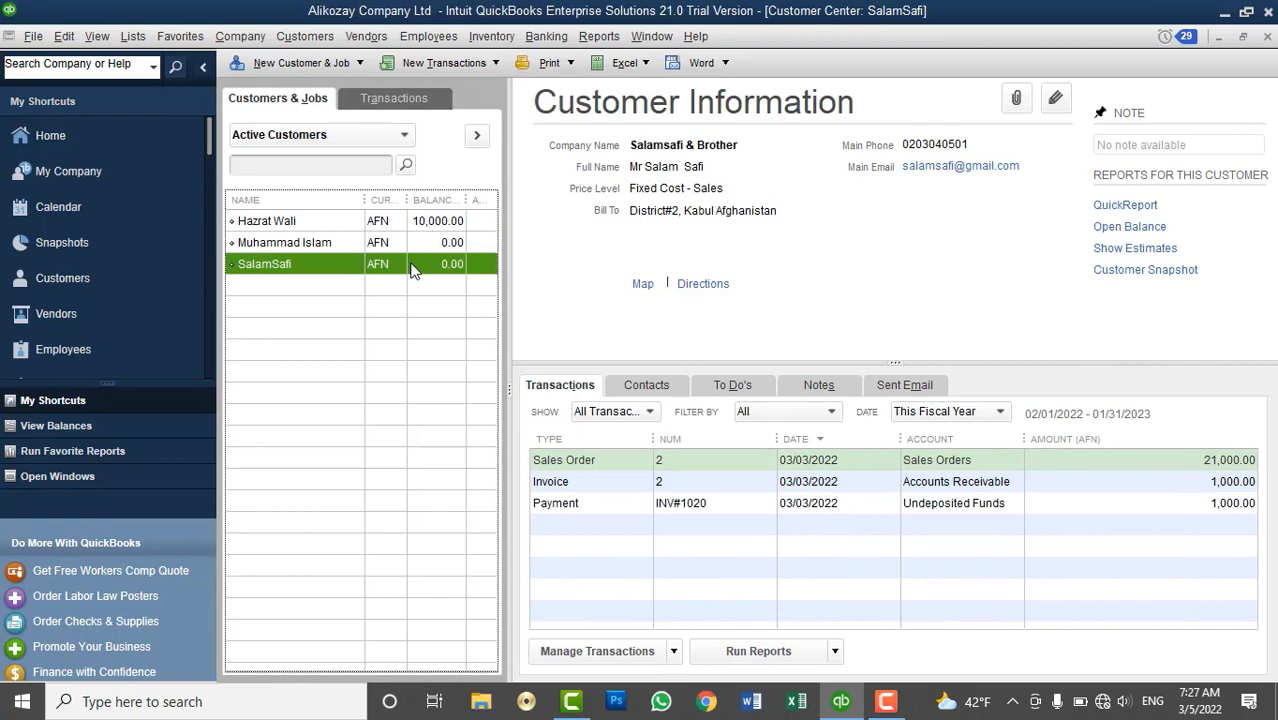 Alikozay Company Ltd - Intuit QuickBooks Enterprise Solutions 21.0 Trial Version - [Customer Center: SalamSafi]
File Edit View Lists Favorites Company Customers Vendors Employees Inventory Banking Reports Window Help 29
Search Company or Help
New Customer & Job New Transactions Print Excel Word
My Shortcuts
Home
My Company
Calendar
Snapshots
Customers
Vendors
Employees
My Shortcuts
View Balances
Run Favorite Reports
Open Windows
Do More With QuickBooks
Get Free Workers Comp Quote
Order Labor Law Posters
Order Checks & Supplies
Promote Your Business
Finance with Confidence
Customers & Jobs Transactions
Active Customers
NAME CUR... BALANC... A...
Hazrat Wali AFN 10,000.00
Muhammad Islam AFN 0.00
SalamSafi AFN 0.00
Customer Information
Company Name Salamsafi & Brother
Full Name Mr Salam Safi
Price Level Fixed Cost - Sales
Bill To District#2, Kabul Afghanistan
Main Phone 0203040501
Main Email salamsafi@gmail.com
Map Directions
NOTE
No note available
REPORTS FOR THIS CUSTOMER
QuickReport
Open Balance
Show Estimates
Customer Snapshot
Transactions Contacts To Do's Notes Sent Email
SHOW All Transac... FILTER BY All DATE This Fiscal Year 02/01/2022 - 01/31/2023
TYPE NUM DATE ACCOUNT AMOUNT (AFN)
Sales Order 2 03/03/2022 Sales Orders 21,000.00
Invoice 2 03/03/2022 Accounts Receivable 1,000.00
Payment INV#1020 03/03/2022 Undeposited Funds 1,000.00
Manage Transactions Run Reports
Type here to search
42°F ENG
7:27 AM
3/5/2022